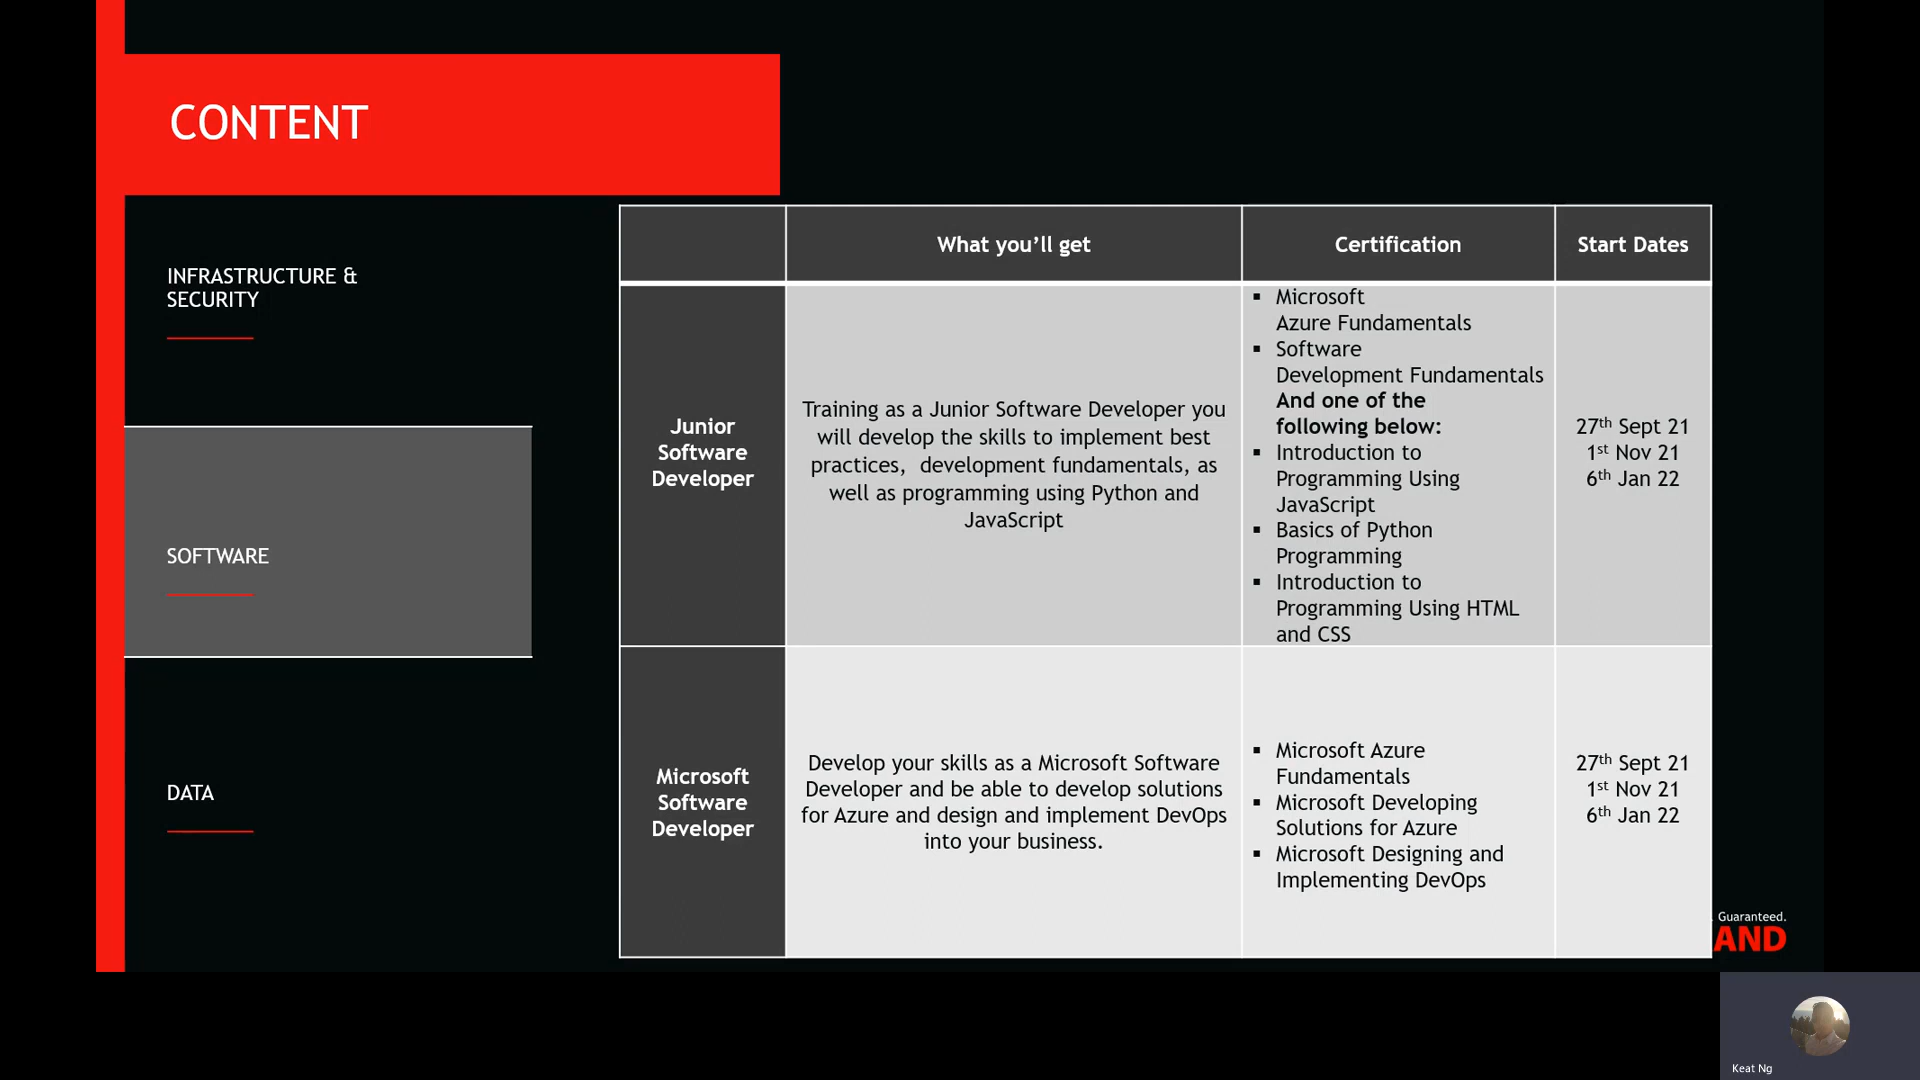 CONTENT
INFRASTRUCTURE &
SECURITY
SOFTWARE
DATA
What you’ll get
Certification
Start Dates
Junior
Software
Developer
Training as a Junior Software Developer you
will develop the skills to implement best
practices,  development fundamentals, as
well as programming using Python and
JavaScript
▪ Microsoft
Azure Fundamentals
▪ Software
Development Fundamentals
And one of the
following below:
▪ Introduction to
Programming Using
JavaScript
▪ Basics of Python
Programming
▪ Introduction to
Programming Using HTML
and CSS
27th Sept 21
1st Nov 21
6th Jan 22
Microsoft
Software
Developer
Develop your skills as a Microsoft Software
Developer and be able to develop solutions
for Azure and design and implement DevOps
into your business.
▪ Microsoft Azure
Fundamentals
▪ Microsoft Developing
Solutions for Azure
▪ Microsoft Designing and
Implementing DevOps
27th Sept 21
1st Nov 21
6th Jan 22
. Guaranteed.
AND
Keat Ng